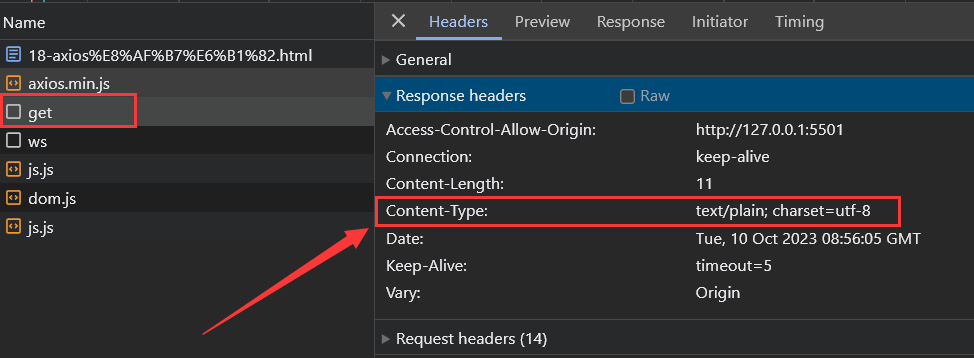 Name
18-axios%E8%AF%B7%E6%B1%82.html
axios.min.js
get
ws
js.js
dom.js
js.js
Headers Preview Response Initiator Timing
General
Response headers Raw
Access-Control-Allow-Origin: http://127.0.0.1:5501
Connection: keep-alive
Content-Length: 11
Content-Type: text/plain; charset=utf-8
Date: Tue, 10 Oct 2023 08:56:05 GMT
Keep-Alive: timeout=5
Vary: Origin
Request headers (14)